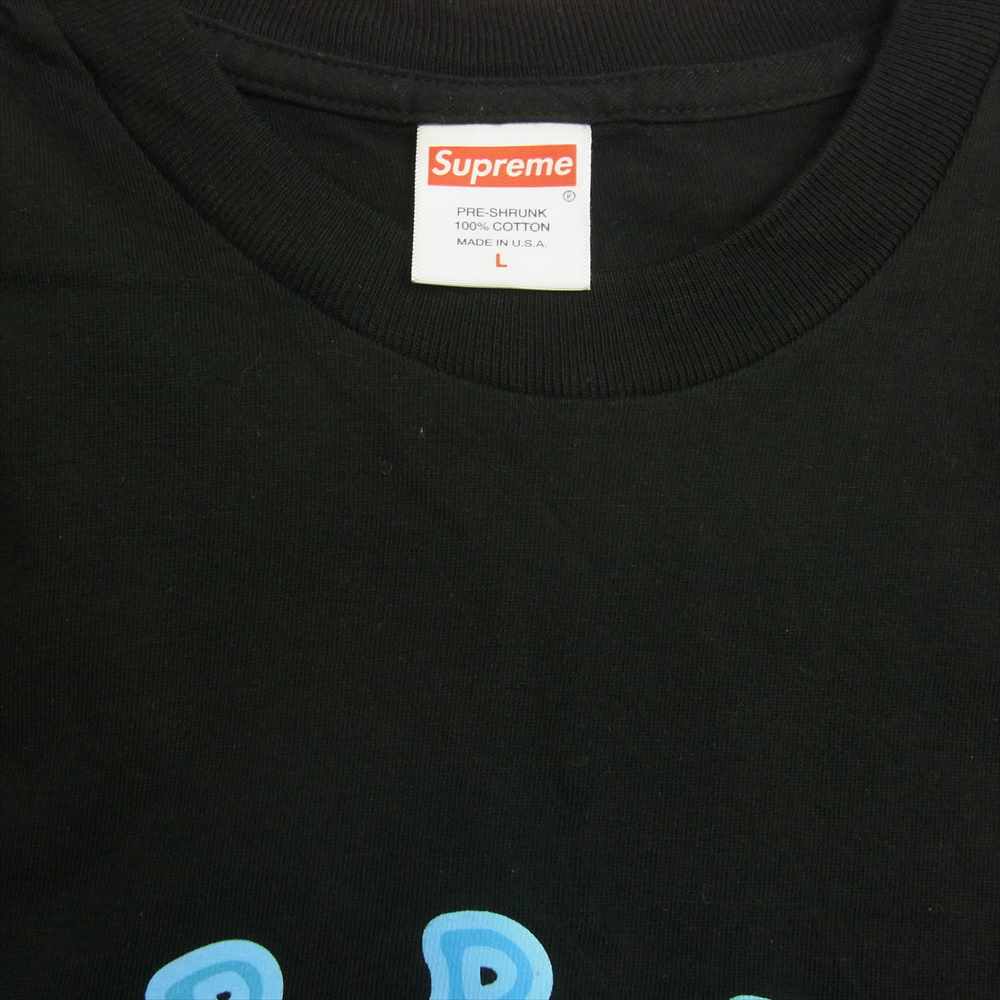 Supreme
®
PRE-SHRUNK
100% COTTON
MADE IN U.S.A.
L